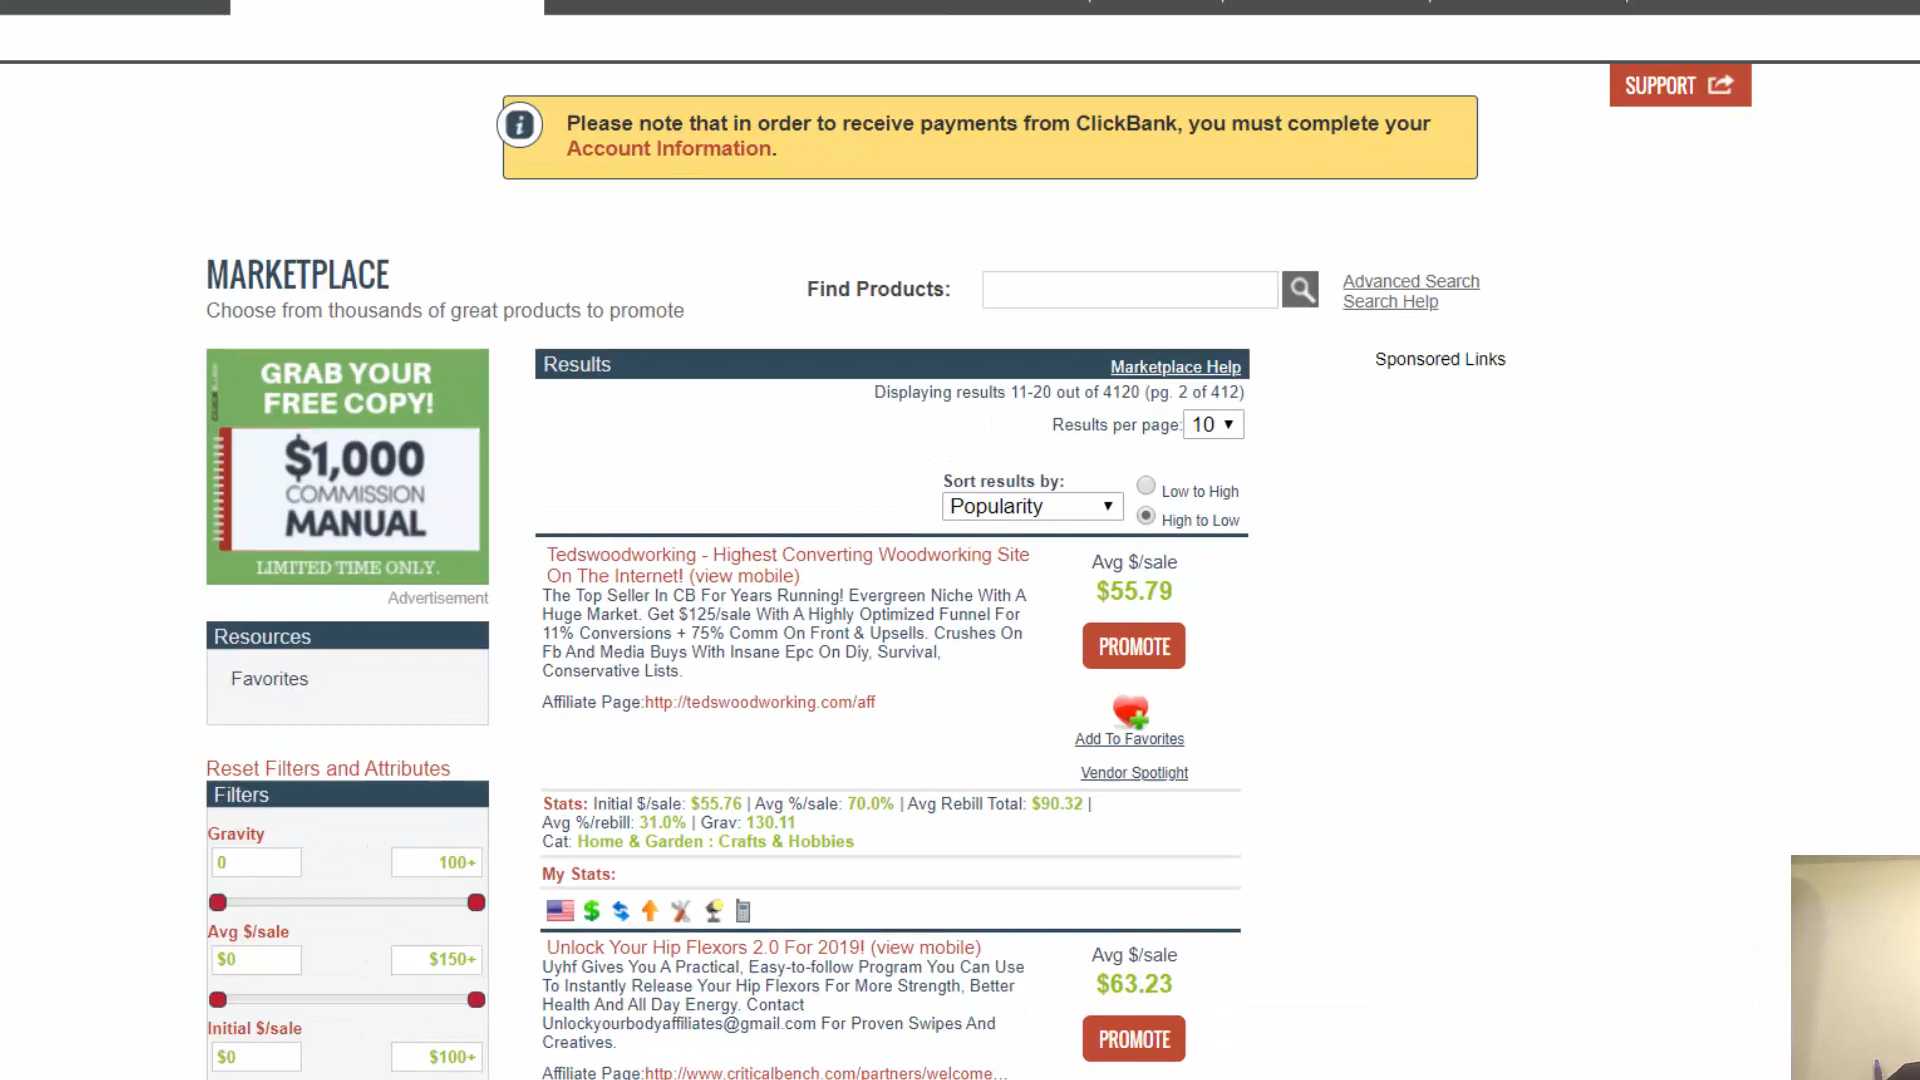 SUPPORT
Please note that in order to receive payments from ClickBank, you must complete your
Account Information.
MARKETPLACE
Choose from thousands of great products to promote
Find Products:
Advanced Search
Search Help
GRAB YOUR
FREE COPY!
$1,000
COMMISSION
MANUAL
LIMITED TIME ONLY.
Advertisement
Resources
Favorites
Reset Filters and Attributes
Filters
Gravity
0 100+
Avg $/sale
$0 $150+
Initial $/sale
$0 $100+
Results Marketplace Help
Displaying results 11-20 out of 4120 (pg. 2 of 412)
Results per page: 10
Sort results by:
Popularity
Low to High
High to Low
Tedswoodworking - Highest Converting Woodworking Site
On The Internet! (view mobile)
The Top Seller In CB For Years Running! Evergreen Niche With A
Huge Market. Get $125/sale With A Highly Optimized Funnel For
11% Conversions + 75% Comm On Front & Upsells. Crushes On
Fb And Media Buys With Insane Epc On Diy, Survival,
Conservative Lists.
Affiliate Page:http://tedswoodworking.com/aff
Avg $/sale
$55.79
PROMOTE
Add To Favorites
Vendor Spotlight
Stats: Initial $/sale: $55.76 | Avg %/sale: 70.0% | Avg Rebill Total: $90.32 |
Avg %/rebill: 31.0% | Grav: 130.11
Cat: Home & Garden : Crafts & Hobbies
My Stats:
Unlock Your Hip Flexors 2.0 For 2019! (view mobile)
Uyhf Gives You A Practical, Easy-to-follow Program You Can Use
To Instantly Release Your Hip Flexors For More Strength, Better
Health And All Day Energy. Contact
Unlockyourbodyaffiliates@gmail.com For Proven Swipes And
Creatives.
Affiliate Page:http://www.criticalbench.com/partners/welcome...
Avg $/sale
$63.23
PROMOTE
Sponsored Links